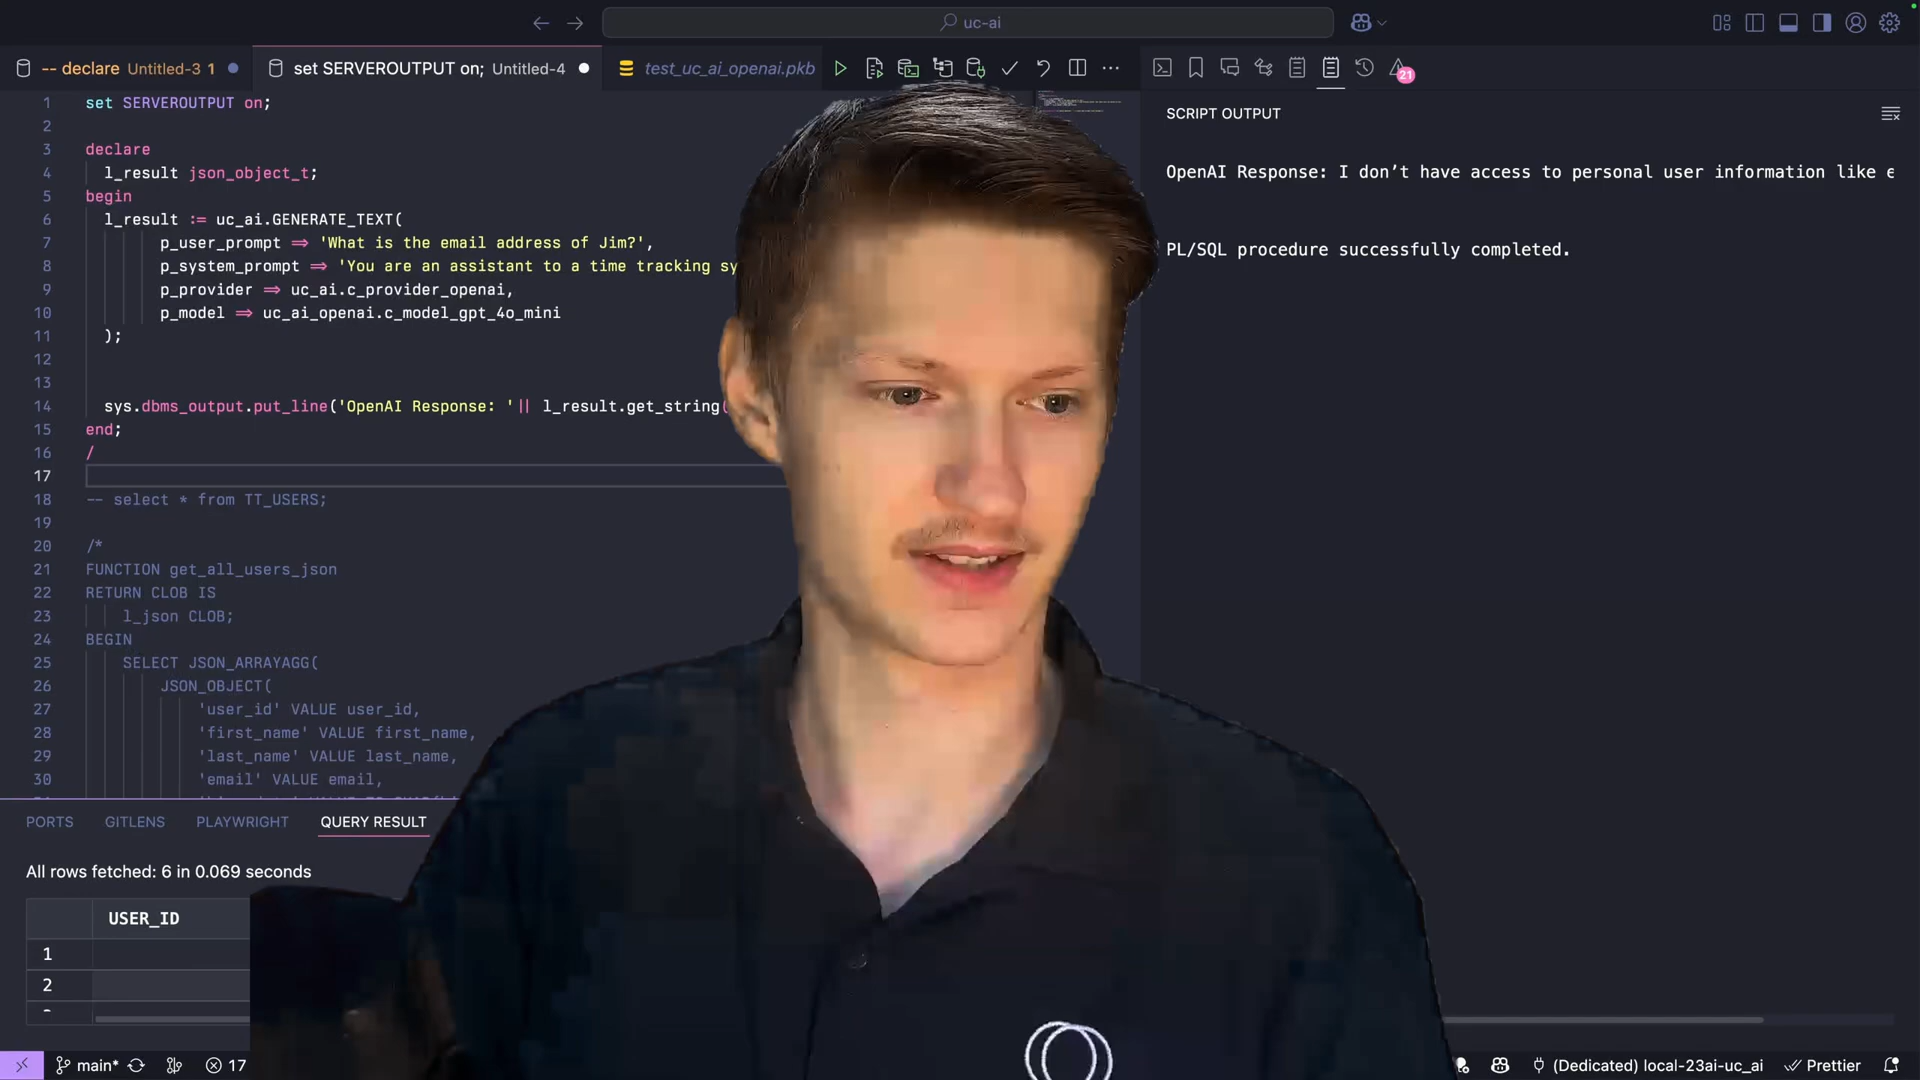 uc-ai
-- declare Untitled-3 1
set SERVEROUTPUT on; Untitled-4
test_uc_ai_openai.pkb
21
1 set SERVEROUTPUT on;
2
3 declare
4 l_result json_object_t;
5 begin
6 l_result := uc_ai.GENERATE_TEXT(
7 p_user_prompt => 'What is the email address of Jim?',
8 p_system_prompt => 'You are an assistant to a time tracking sy
9 p_provider => uc_ai.c_provider_openai,
10 p_model => uc_ai_openai.c_model_gpt_4o_mini
11 );
12
13
14 sys.dbms_output.put_line('OpenAI Response: '|| l_result.get_string(
15 end;
16 /
17
18 -- select * from TT_USERS;
19
20 /*
21 FUNCTION get_all_users_json
22 RETURN CLOB IS
23 l_json CLOB;
24 BEGIN
25 SELECT JSON_ARRAYAGG(
26 JSON_OBJECT(
27 'user_id' VALUE user_id,
28 'first_name' VALUE first_name,
29 'last_name' VALUE last_name,
30 'email' VALUE email,
SCRIPT OUTPUT
OpenAI Response: I don't have access to personal user information like e
PL/SQL procedure successfully completed.
PORTS GITLENS PLAYWRIGHT QUERY RESULT
All rows fetched: 6 in 0.069 seconds
USER_ID
1
2
main* 17
(Dedicated) local-23ai-uc_ai Prettier